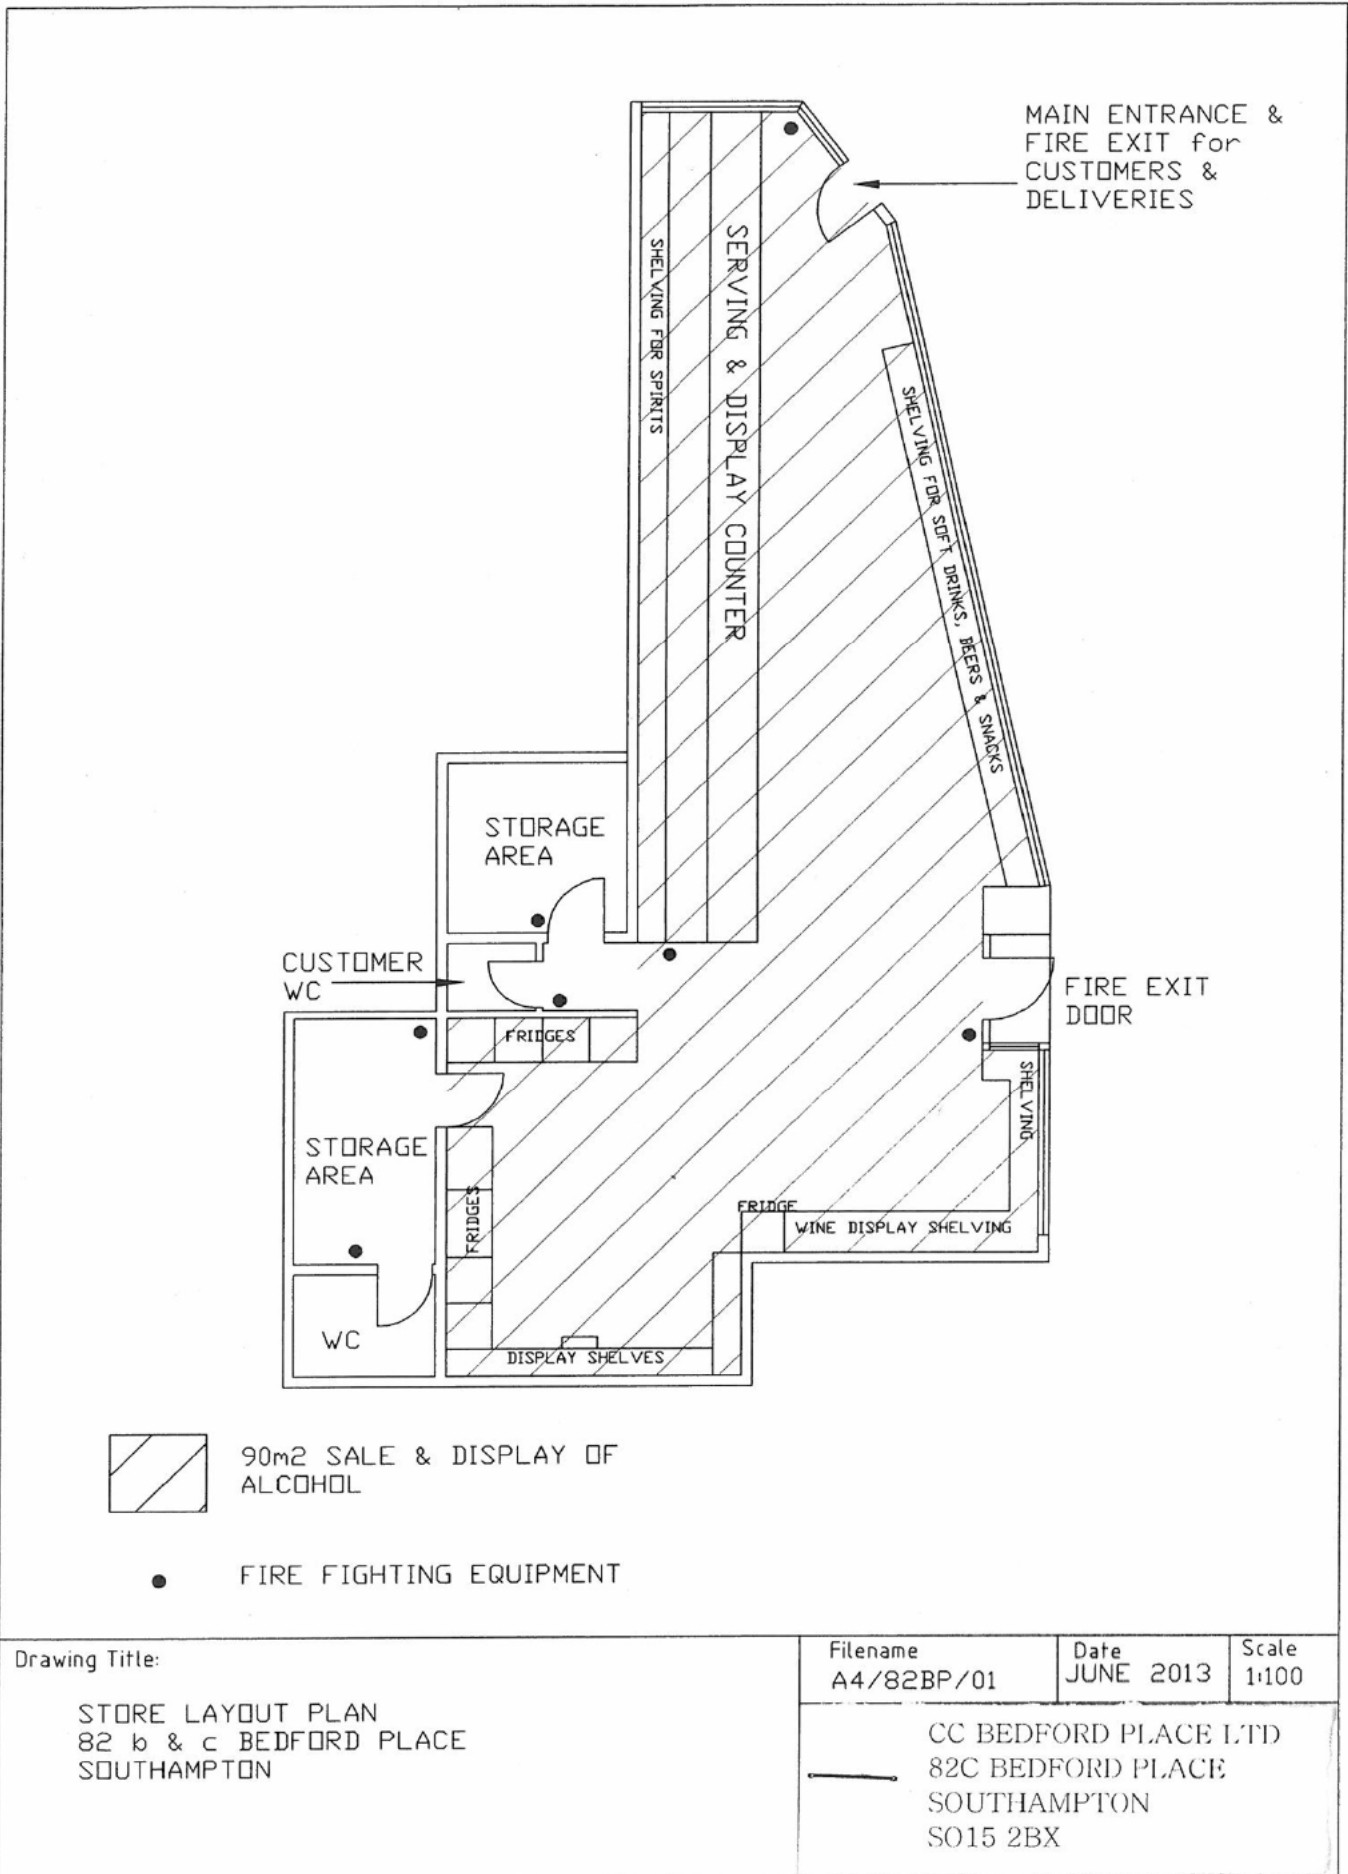 MAIN ENTRANCE &
FIRE EXIT for
CUSTOMERS &
DELIVERIES
SHELVING FOR SPIRITS
SERVING & DISPLAY COUNTER
SHELVING FOR SOFT DRINKS, BEERS & SNACKS
STORAGE
AREA
CUSTOMER
WC
FIRE EXIT
DOOR
FRIDGES
SHELVING
STORAGE
AREA
FRIDGES
FRIDGE
WINE DISPLAY SHELVING
WC
DISPLAY SHELVES
90m2 SALE & DISPLAY OF
ALCOHOL
FIRE FIGHTING EQUIPMENT
Drawing Title:
STORE LAYOUT PLAN
82 b & c BEDFORD PLACE
SOUTHAMPTON
Filename
A4/82BP/01
Date
JUNE 2013
Scale
1:100
CC BEDFORD PLACE LTD
82C BEDFORD PLACE
SOUTHAMPTON
SO15 2BX